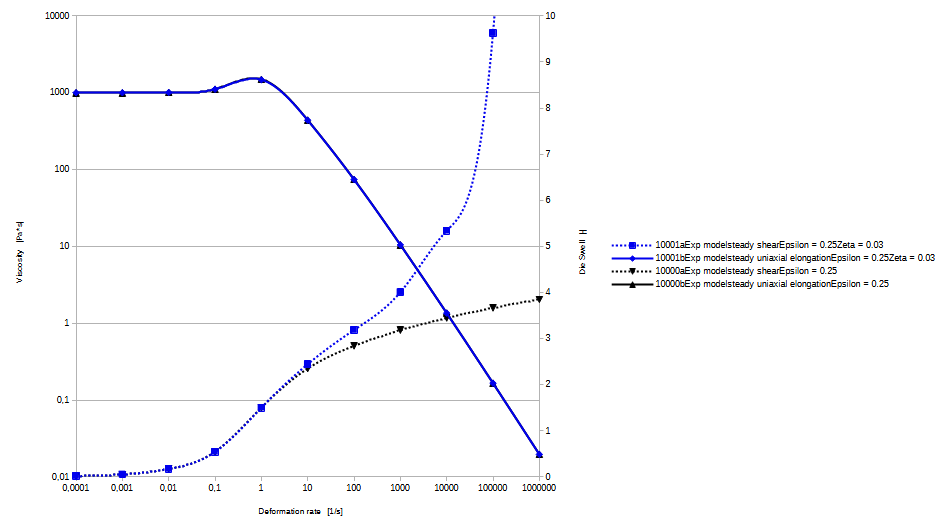 10000
1000
100
10
1
0,1
0,01
10
9
8
7
6
5
4
3
2
1
0
0,0001 0,001 0,01 0,1 1 10 100 1000 10000 100000 1000000
Viscosity [Pa*s]
Deformation rate [1/s]
Die Swell [-]
10001aExp modelsteady shearEpsilon = 0.25Zeta = 0.03
10001bExp modelsteady uniaxial elongationEpsilon = 0.25Zeta = 0.03
10000aExp modelsteady shearEpsilon = 0.25
10000bExp modelsteady uniaxial elongationEpsilon = 0.25